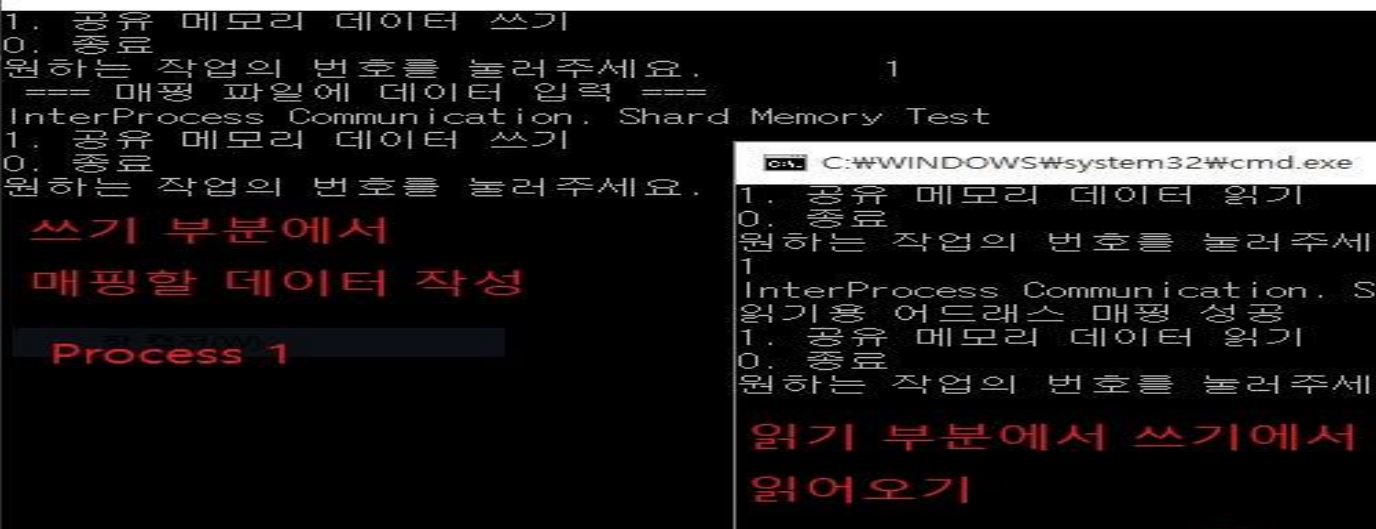 1. 공유 메모리 데이터 쓰기
0. 종료
원하는 작업의 번호를 눌러주세요. 1
=== 매핑 파일에 데이터 입력 ===
InterProcess Communication. Shard Memory Test
1. 공유 메모리 데이터 쓰기
0. 종료
원하는 작업의 번호를 눌러주세요.
쓰기 부분에서
매핑할 데이터 작성
Process 1
C:₩WINDOWS₩system32₩cmd.exe
1. 공유 메모리 데이터 읽기
0. 종료
원하는 작업의 번호를 눌러주세
1
InterProcess Communication. S
읽기용 어드래스 매핑 성공
1. 공유 메모리 데이터 읽기
0. 종료
원하는 작업의 번호를 눌러주세
읽기 부분에서 쓰기에서
읽어오기